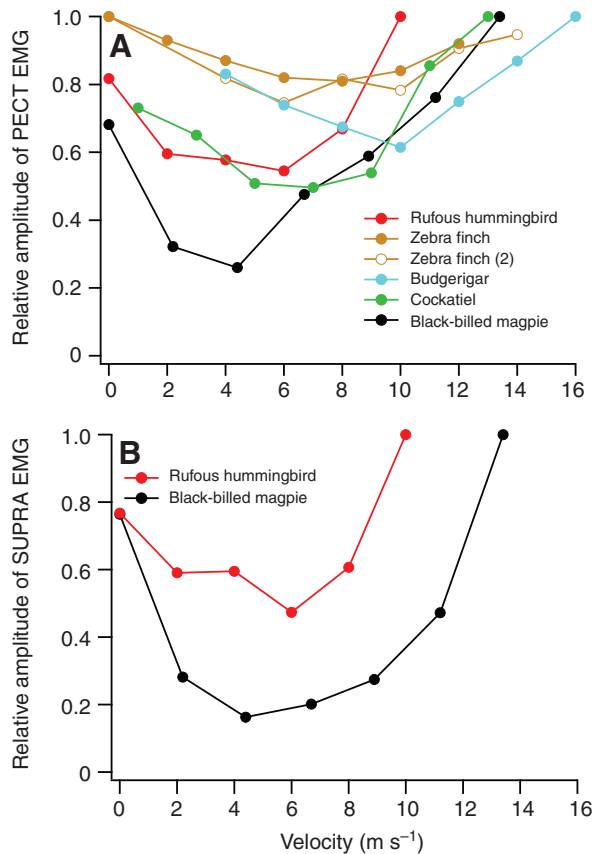 Relative amplitude of PECT EMG
A
1.0
0.8
0.6
0.4
0.2
0
Rufous hummingbird
Zebra finch
Zebra finch (2)
Budgerigar
Cockatiel
Black-billed magpie
0 2 4 6 8 10 12 14 16
Relative amplitude of SUPRA EMG
B
1.0
0.8
0.6
0.4
0.2
0
Rufous hummingbird
Black-billed magpie
0 2 4 6 8 10 12 14 16
Velocity (m s⁻¹)